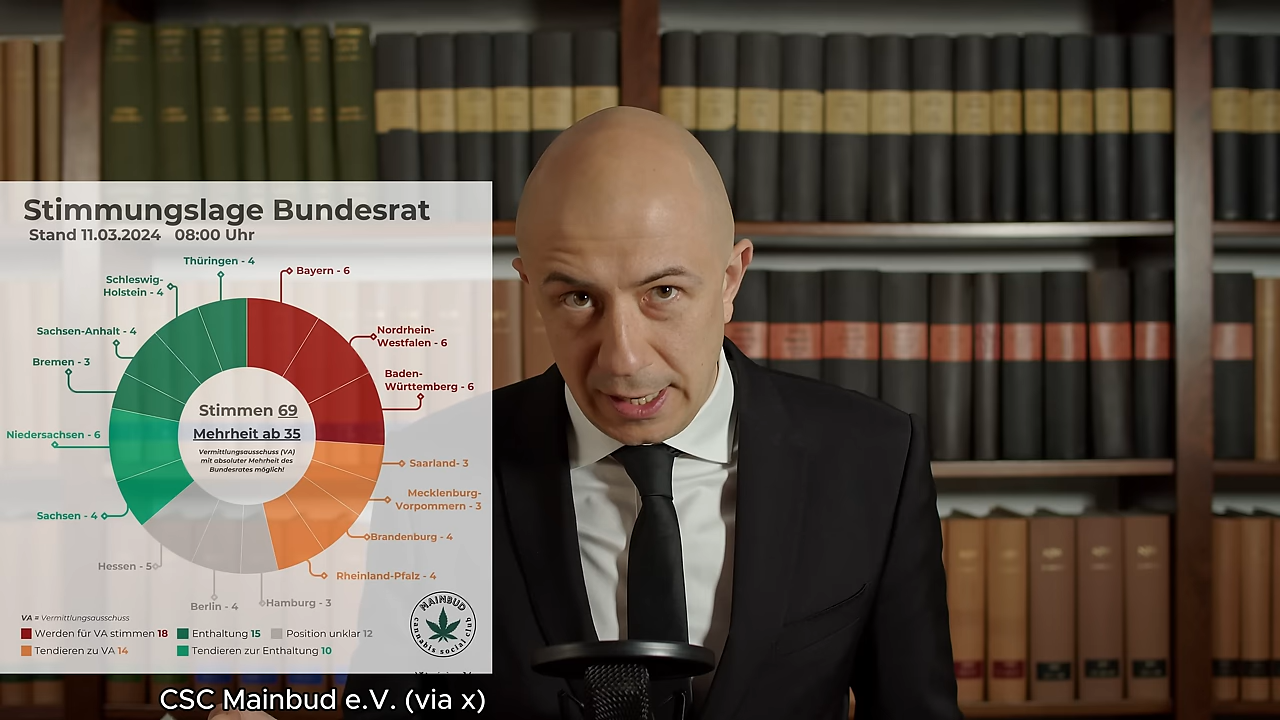 Stimmungslage Bundesrat
Stand 11.03.2024 08:00 Uhr
Thüringen - 4
Bayern - 6
Schleswig-
Holstein - 4
Nordrhein-
Westfalen - 6
Sachsen-Anhalt - 4
Bremen - 3
Baden-
Württemberg - 6
Stimmen 69
Mehrheit ab 35
Vermittlungsausschuss (VA)
mit absoluter Mehrheit des
Bundesrates möglich!
Niedersachsen - 6
Saarland- 3
Mecklenburg-
Vorpommern - 3
Sachsen - 4
Brandenburg - 4
Hessen - 5
Rheinland-Pfalz - 4
Berlin - 4
Hamburg - 3
VA = Vermittlungsausschuss
Werden für VA stimmen 18
Enthaltung 15
Position unklar 12
Tendieren zu VA 14
Tendieren zur Enthaltung 10
MAINBUD
cannabis social club
CSC Mainbud e.V. (via x)